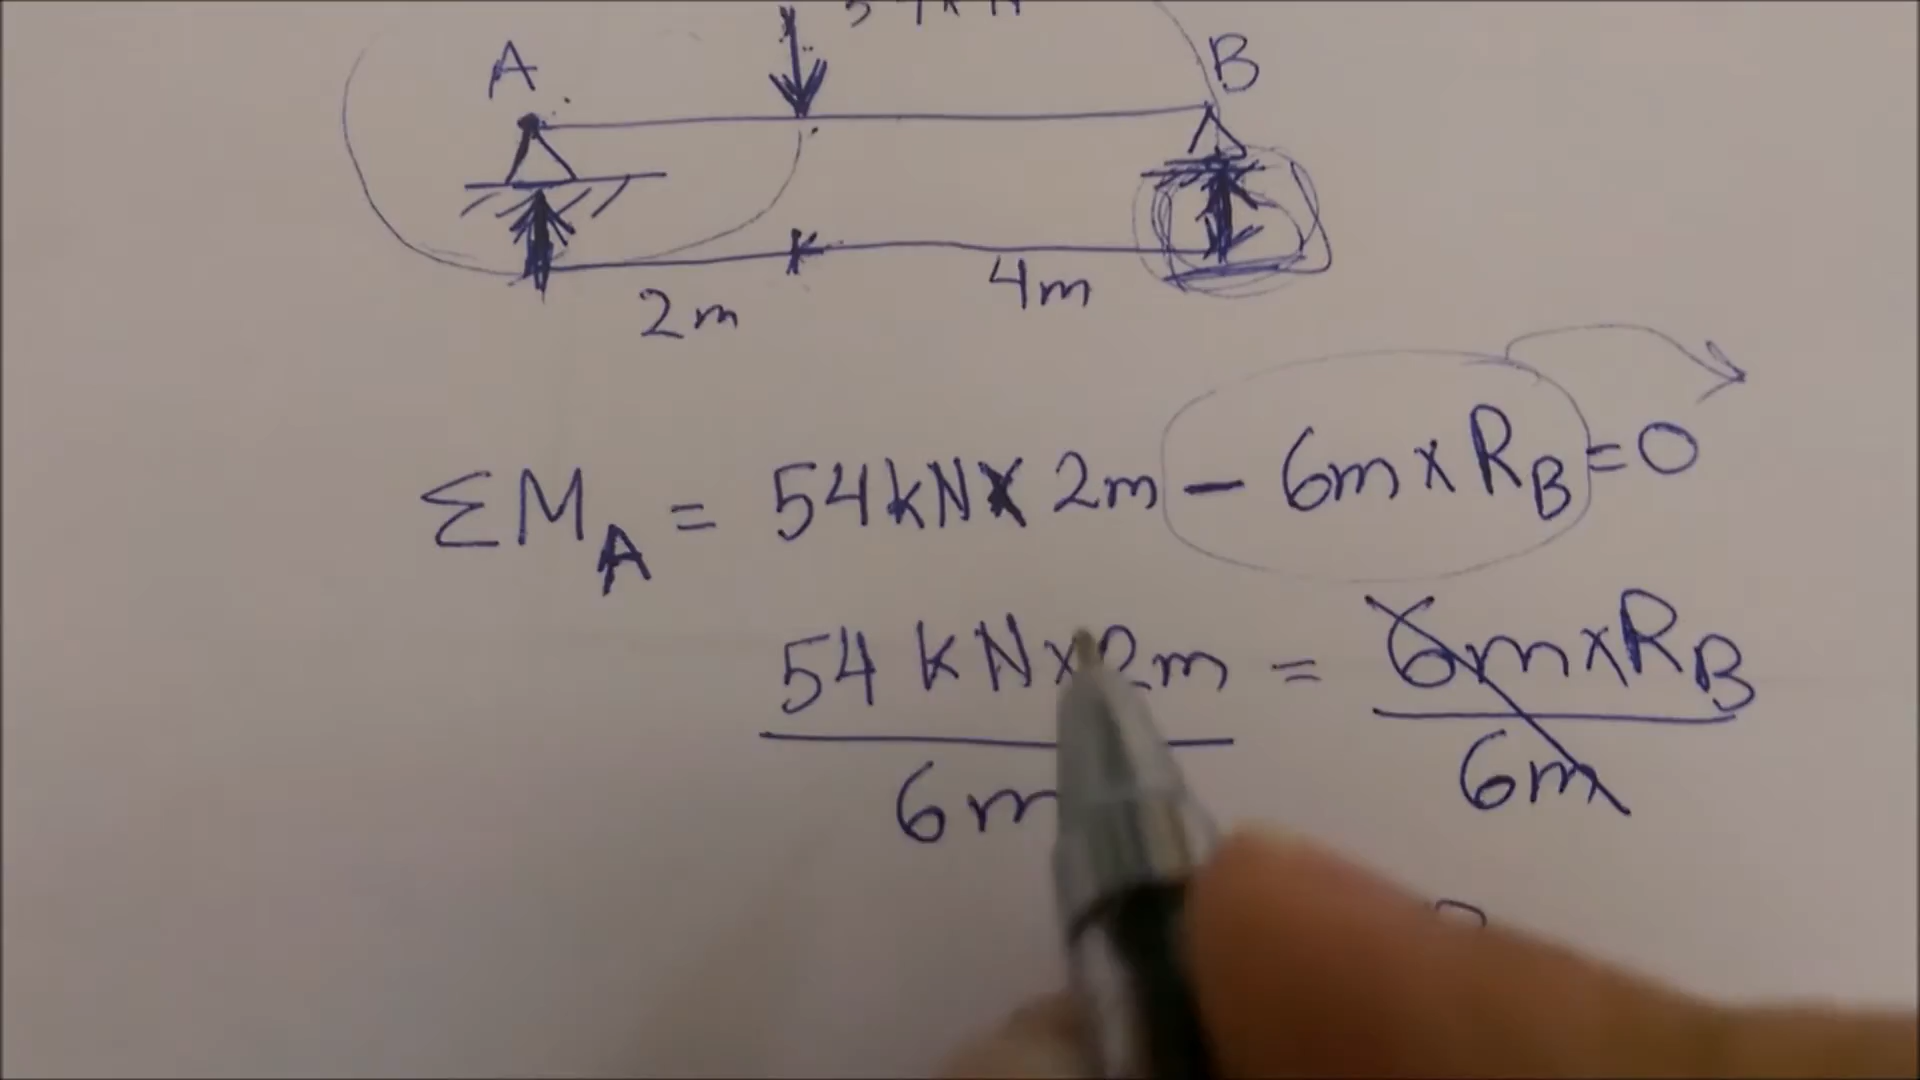 A B
2m 4m
ΣM_A = 54kN x 2m - 6m x R_B = 0
54 kN x 2m = 6m x R_B
6m 6m